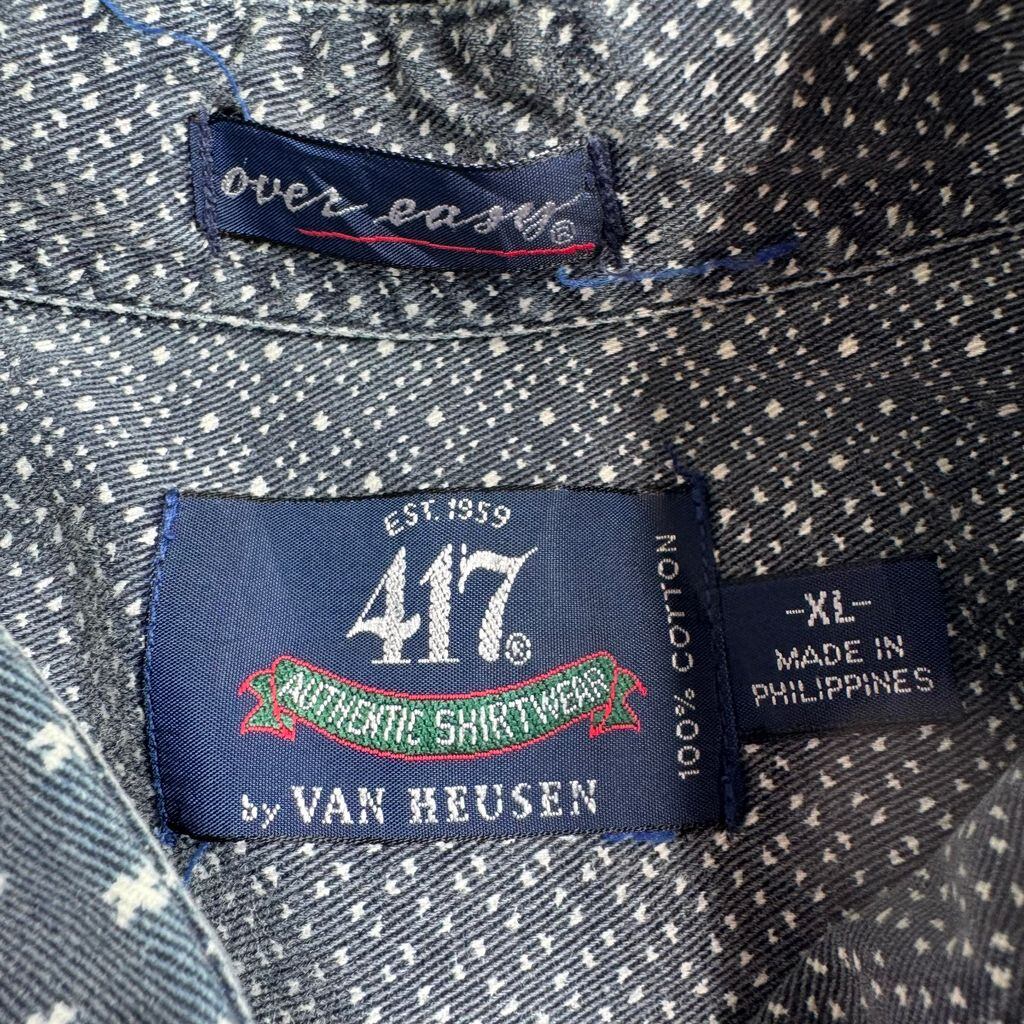 over easy®
EST. 1959
417®
AUTHENTIC SHIRTWEAR
by VAN HEUSEN
100% COTTON
-XL-
MADE IN
PHILIPPINES